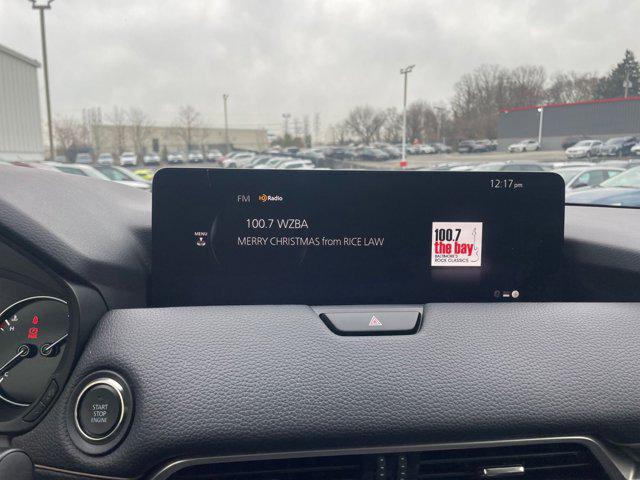 12:17 pm
FM HD Radio
100.7 WZBA
MENU
MERRY CHRISTMAS from RICE LAW
100.7
the bay
BALTIMORE'S
ROCK CLASSICS
H
C
START
STOP
ENGINE